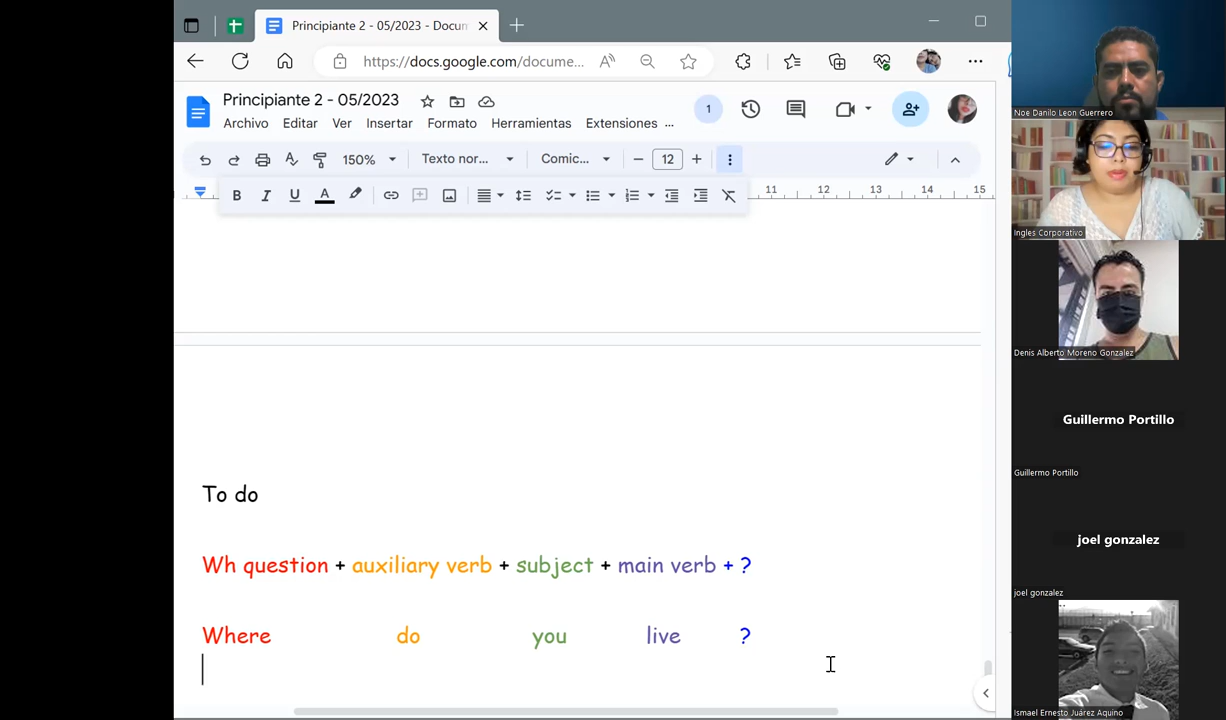 Principiante 2 - 05/2023 - Docum
https://docs.google.com/docume...
Principiante 2 - 05/2023
1
Archivo Editar Ver Insertar Formato Herramientas Extensiones ...
150% Texto nor... Comic... 12
11 12 13 14 15
To do
Wh question + auxiliary verb + subject + main verb + ?
Where do you live ?
Noe Danilo Leon Guerrero
Ingles Corporativo
Denis Alberto Moreno Gonzalez
Guillermo Portillo
Guillermo Portillo
joel gonzalez
joel gonzalez
Ismael Ernesto Juárez Aquino